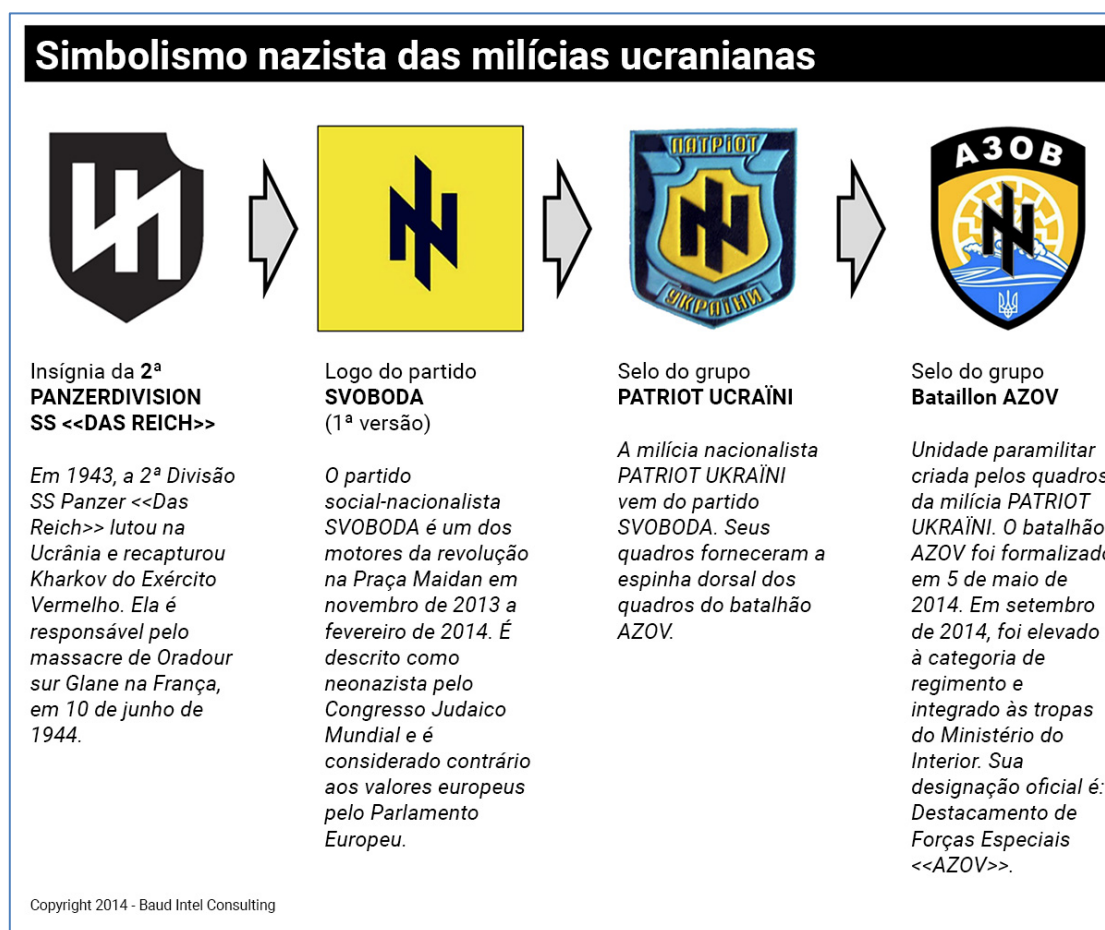 Simbolismo nazista das milícias ucranianas
Insígnia da 2ª
PANZERDIVISION
SS <<DAS REICH>>
Em 1943, a 2ª Divisão
SS Panzer <<Das
Reich>> lutou na
Ucrânia e recapturou
Kharkov do Exército
Vermelho. Ela é
responsável pelo
massacre de Oradour
sur Glane na França,
em 10 de junho de
1944.
Logo do partido
SVOBODA
(1ª versão)
O partido
social-nacionalista
SVOBODA é um dos
motores da revolução
na Praça Maidan em
novembro de 2013 a
fevereiro de 2014. É
descrito como
neonazista pelo
Congresso Judaico
Mundial e é
considerado contrário
aos valores europeus
pelo Parlamento
Europeu.
ПАТРІОТ
УКРАЇНИ
Selo do grupo
PATRIOT UCRAÏNI
A milícia nacionalista
PATRIOT UKRAÏNI
vem do partido
SVOBODA. Seus
quadros forneceram a
espinha dorsal dos
quadros do batalhão
AZOV.
АЗОВ
Selo do grupo
Bataillon AZOV
Unidade paramilitar
criada pelos quadros
da milícia PATRIOT
UKRAÏNI. O batalhão
AZOV foi formalizado
em 5 de maio de
2014. Em setembro
de 2014, foi elevado
à categoria de
regimento e
integrado às tropas
do Ministério do
Interior. Sua
designação oficial é:
Destacamento de
Forças Especiais
<<AZOV>>.
Copyright 2014 - Baud Intel Consulting